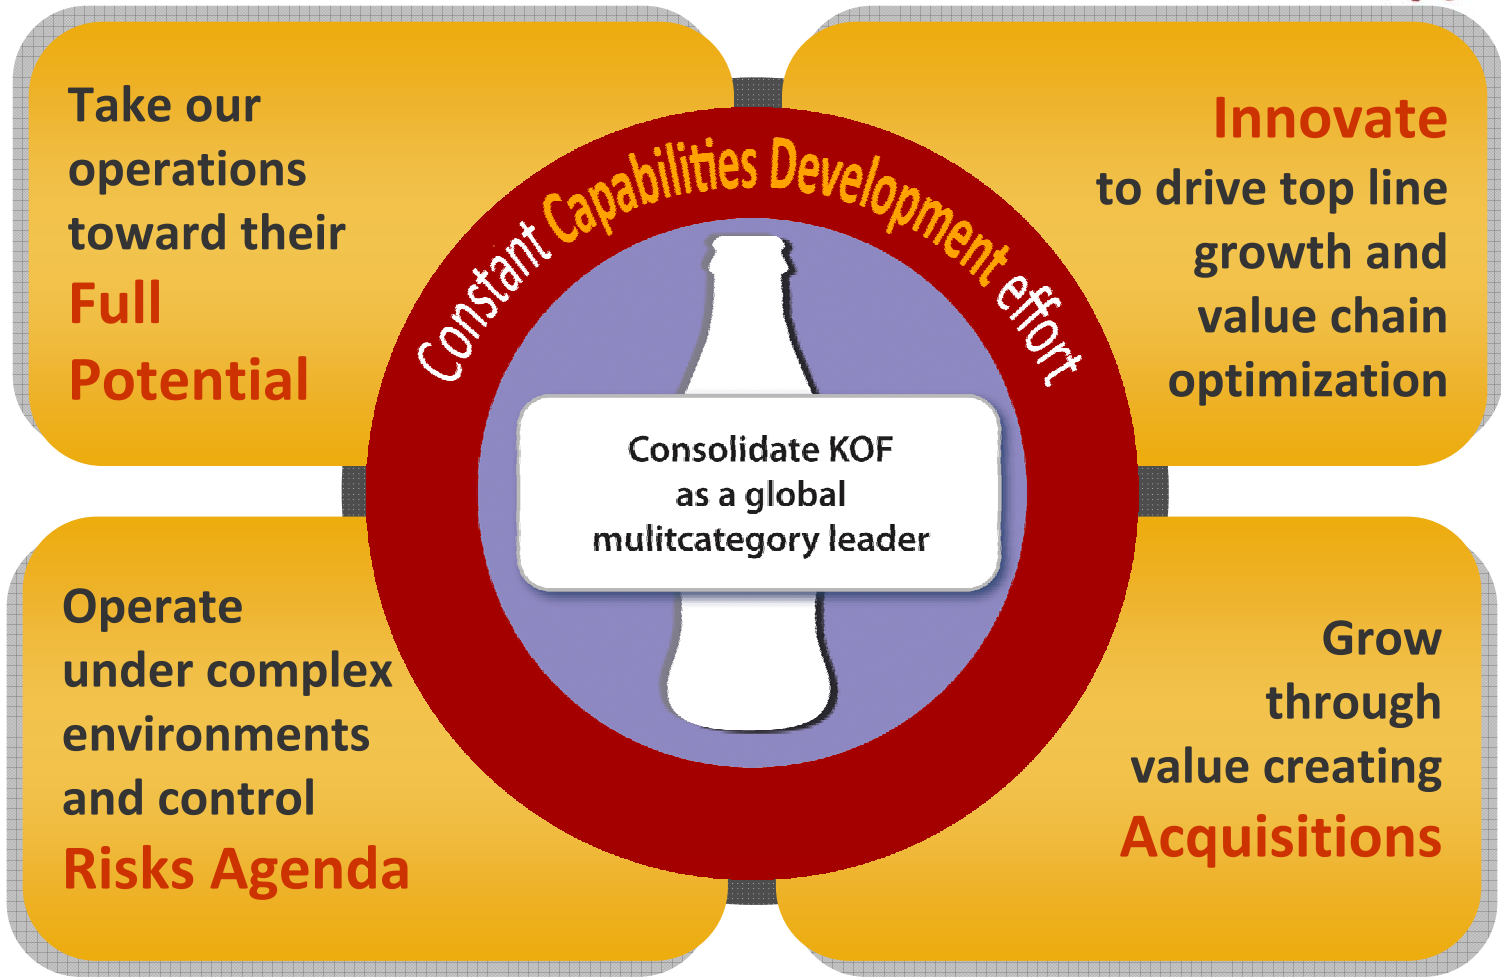 Take our
operations
toward their
Full
Potential
Innovate
to drive top line
growth and
value chain
optimization
Constant Capabilities Development effort
Consolidate KOF
as a global
mulitcategory leader
Operate
under complex
environments
and control
Risks Agenda
Grow
through
value creating
Acquisitions